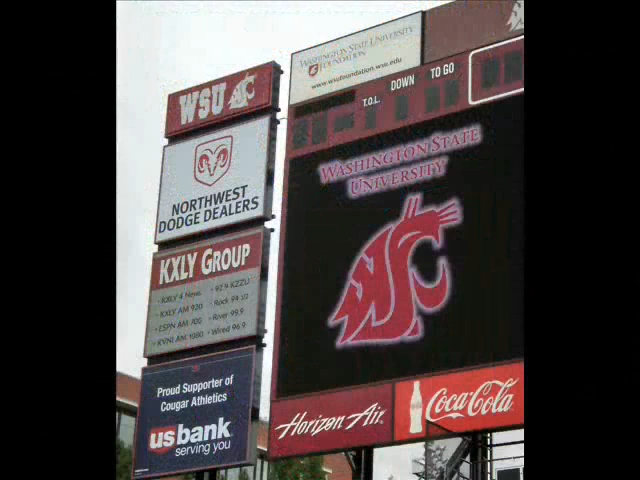 WSU
NORTHWEST
DODGE DEALERS
KXLY GROUP
• KXLY 4 News
• KXLY AM 920
• ESPN AM 700
• KVNI AM 1080
• 92.9 KZZU
• Rock 94.5
• River 99.9
• Wired 96.9
Proud Supporter of
Cougar Athletics
usbank
serving you
WASHINGTON STATE UNIVERSITY
FOUNDATION
www.wsufoundation.wsu.edu
T.O.L. DOWN TO GO
WASHINGTON STATE
UNIVERSITY
Horizon Air
Coca-Cola